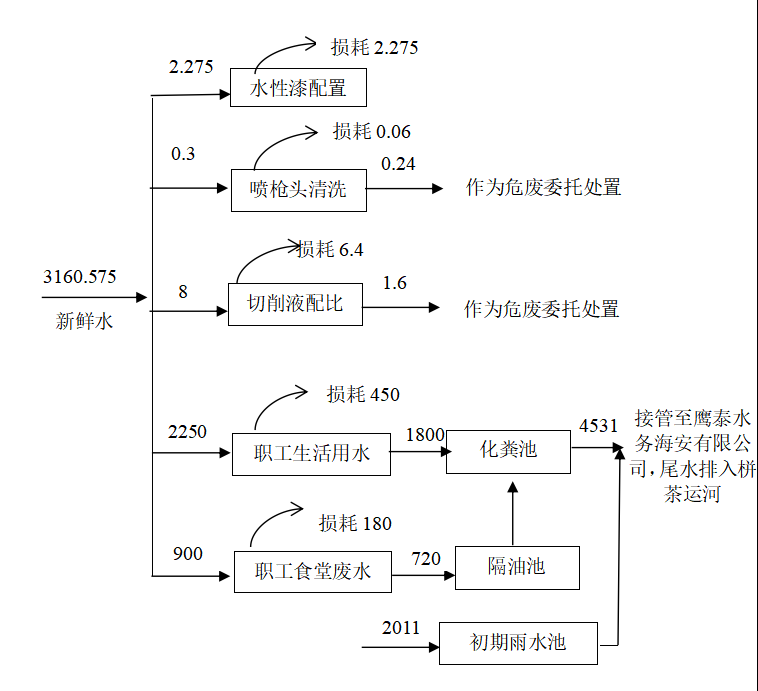 损耗 2.275
2.275
水性漆配置
损耗 0.06
0.3
0.24
喷枪头清洗
作为危废委托处置
损耗 6.4
3160.575
8
1.6
新鲜水
切削液配比
作为危废委托处置
损耗 450
2250
1800
4531
职工生活用水
化粪池
接管至鹰泰水
务海安有限公
司，尾水排入栟
茶运河
损耗 180
900
720
职工食堂废水
隔油池
2011
初期雨水池